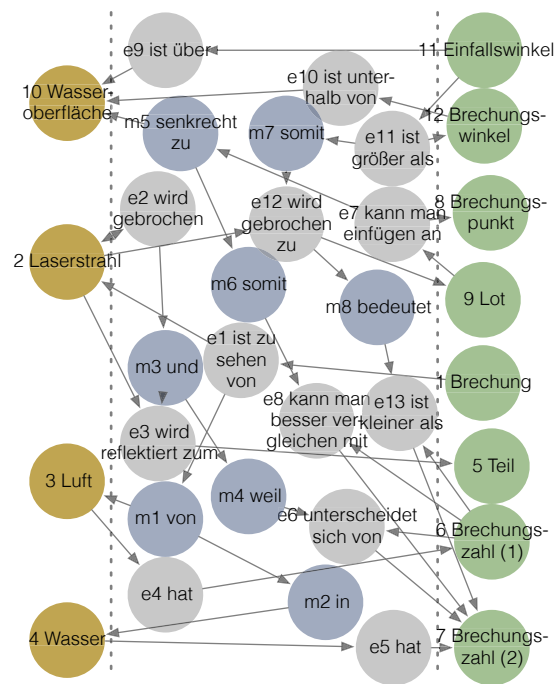 e9 ist über
11 Einfallswinkel
10 Wasser-
oberfläche
e10 ist unter-
halb von
m5 senkrecht
zu
m7 somit
e11 ist
größer als
12 Brechungs-
winkel
e2 wird
gebrochen
e12 wird
gebrochen
zu
e7 kann man
einfügen an
8 Brechungs-
punkt
2 Laserstrahl
m6 somit
m8 bedeutet
9 Lot
e1 ist zu
sehen
von
m3 und
1 Brechung
e8 kann man
besser ver-
gleichen mit
e13 ist
kleiner als
e3 wird
reflektiert zum
5 Teil
3 Luft
m1 von
m4 weil
e6 unterscheidet
sich von
6 Brechungs-
zahl (1)
e4 hat
m2 in
4 Wasser
e5 hat
7 Brechungs-
zahl (2)